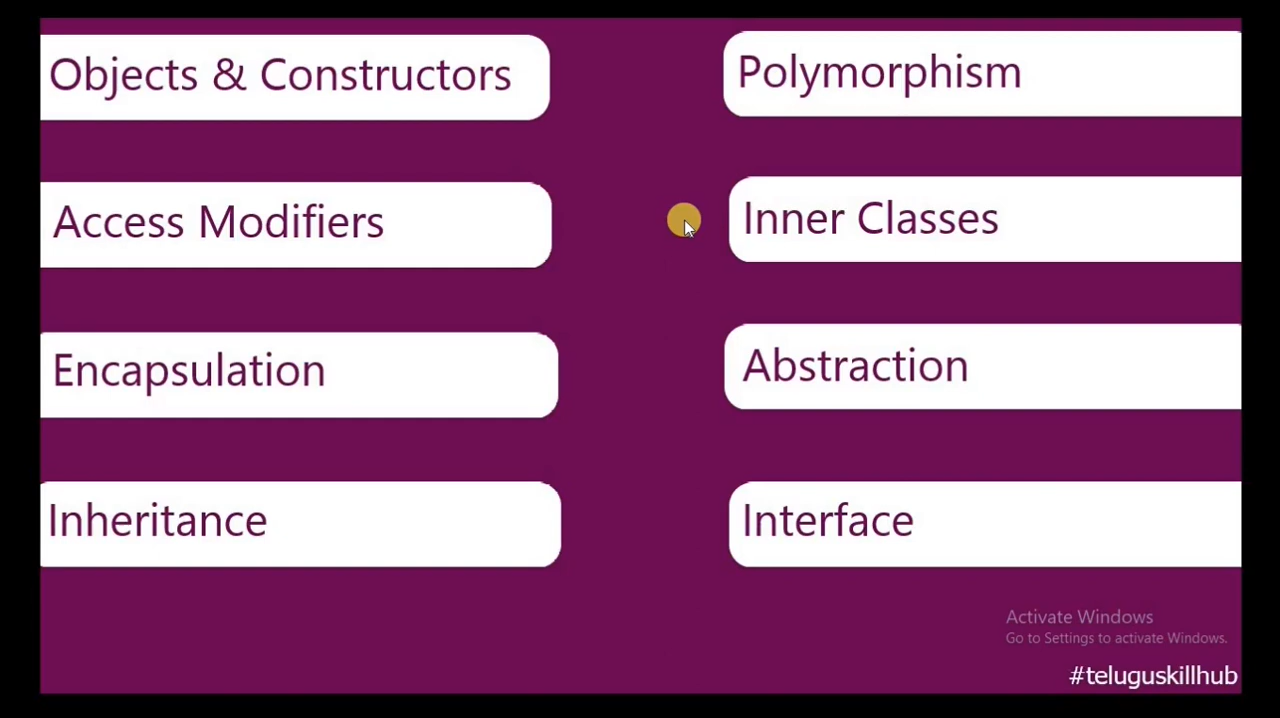 Objects & Constructors
Access Modifiers
Encapsulation
Inheritance
Polymorphism
Inner Classes
Abstraction
Interface
Activate Windows
Go to Settings to activate Windows.
#teluguskillhub